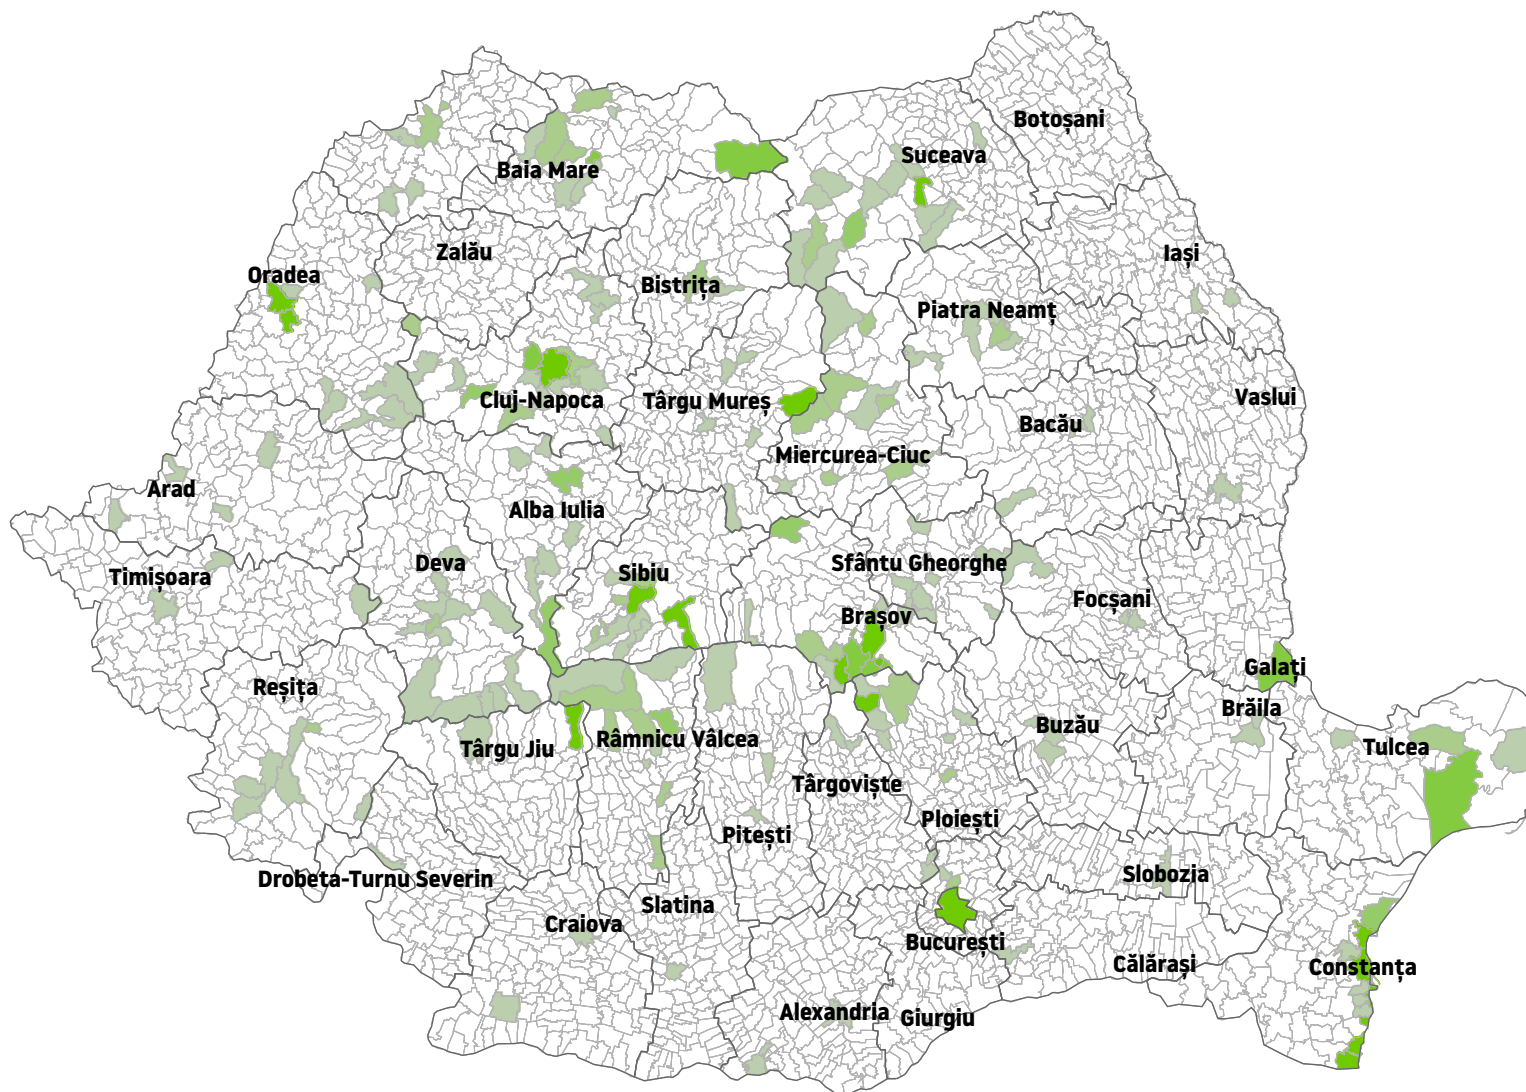 Botoșani
Suceava
Baia Mare
Zalău
Iași
Oradea
Bistrița
Piatra Neamț
Cluj-Napoca
Târgu Mureș
Vaslui
Bacău
Miercurea-Ciuc
Arad
Alba Iulia
Deva
Sfântu Gheorghe
Timișoara
Sibiu
Focșani
Brașov
Galați
Reșița
Brăila
Buzău
Târgu Jiu
Râmnicu Vâlcea
Tulcea
Târgoviște
Ploiești
Pitești
Drobeta-Turnu Severin
Slobozia
Slatina
Craiova
București
Călărași
Constanța
Alexandria
Giurgiu